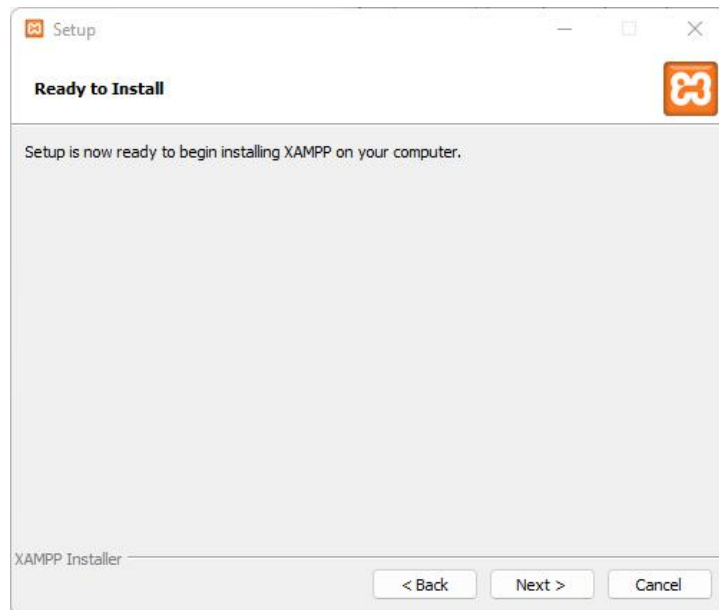 Setup
Ready to Install
Setup is now ready to begin installing XAMPP on your computer.
XAMPP Installer
< Back
Next >
Cancel